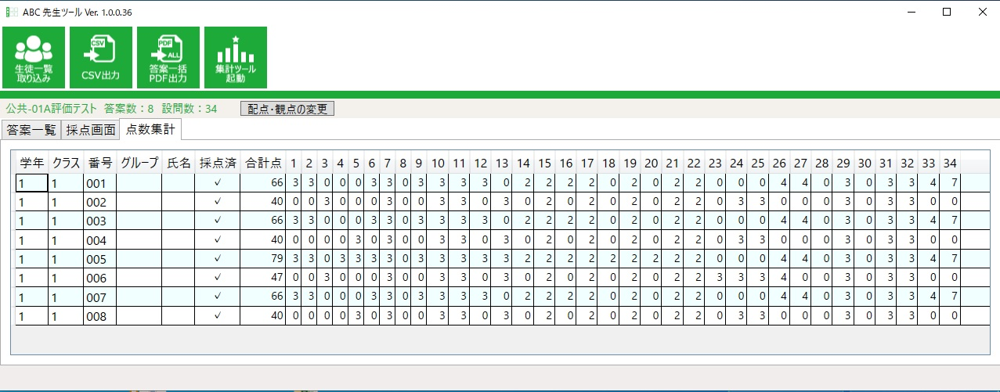 ABC 先生ツール Ver. 1.0.0.36
生徒一覧
取り込み
CSV
CSV出力
PDF
ALL
答案一括
PDF出力
集計ツール
起動
公共-01A評価テスト 答案数：8 設問数：34 配点・観点の変更
答案一覧 採点画面 点数集計
学年 クラス 番号 グループ 氏名 採点済 合計点 1 2 3 4 5 6 7 8 9 10 11 12 13 14 15 16 17 18 19 20 21 22 23 24 25 26 27 28 29 30 31 32 33 34
1 1 001 ✓ 66 3 3 0 0 0 3 3 0 3 3 3 3 0 2 2 2 2 0 2 0 2 2 0 0 0 4 4 0 3 0 3 3 4 7
1 1 002 ✓ 40 0 0 3 0 0 0 3 0 0 3 3 0 3 0 2 0 2 0 2 0 2 2 0 3 3 0 0 0 3 0 3 3 0 0
1 1 003 ✓ 66 3 3 0 0 0 3 3 0 3 3 3 3 0 2 2 2 2 0 2 0 2 2 0 0 0 4 4 0 3 0 3 3 4 7
1 1 004 ✓ 40 0 0 0 0 3 0 3 0 0 3 3 0 3 0 2 0 2 0 2 0 2 2 0 3 3 0 0 0 3 0 3 3 0 0
1 1 005 ✓ 79 3 3 0 3 3 3 3 0 3 3 3 3 2 2 2 2 2 2 2 2 2 2 0 0 0 4 4 0 3 0 3 3 4 7
1 1 006 ✓ 47 0 0 3 0 0 0 3 0 0 3 3 0 3 0 2 0 2 0 2 0 2 2 3 3 3 4 0 0 3 0 3 3 0 0
1 1 007 ✓ 66 3 3 0 0 0 3 3 0 3 3 3 3 0 2 2 2 2 0 2 0 2 2 0 0 0 4 4 0 3 0 3 3 4 7
1 1 008 ✓ 40 0 0 0 0 3 0 3 0 0 3 3 0 3 0 2 0 2 0 2 0 2 2 0 3 3 0 0 0 3 0 3 3 0 0